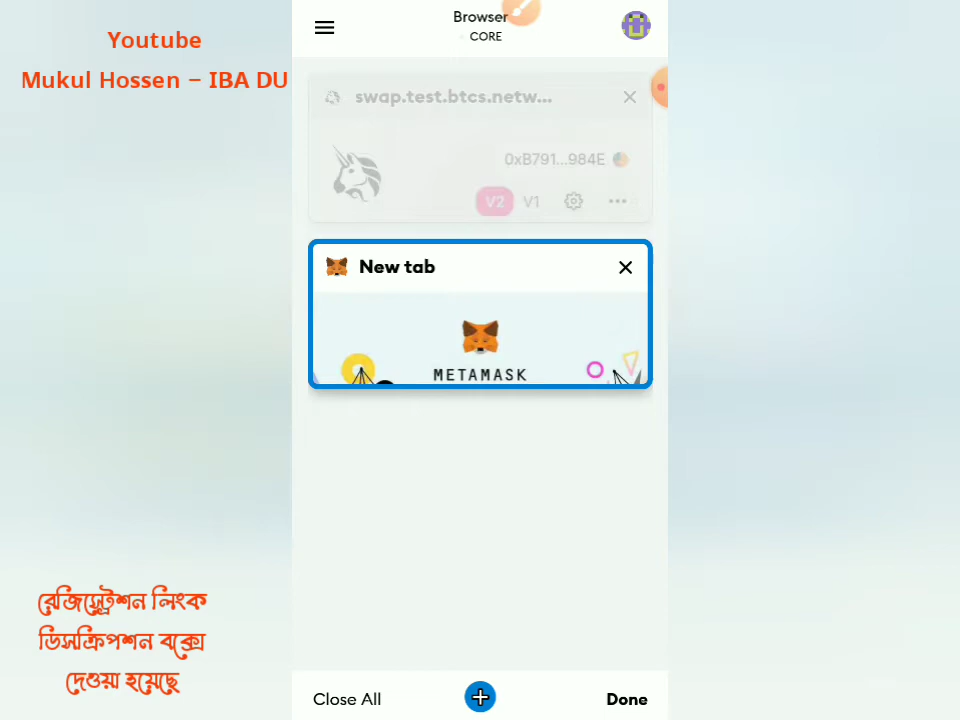 Youtube
Mukul Hossen – IBA DU
Browser
CORE
swap.test.btcs.netw...
0xB791...984E
V2 V1
New tab
METAMASK
রেজিস্ট্রেশন লিংক
ডিসক্রিপশন বক্সে
দেওয়া হয়েছে
Close All
Done